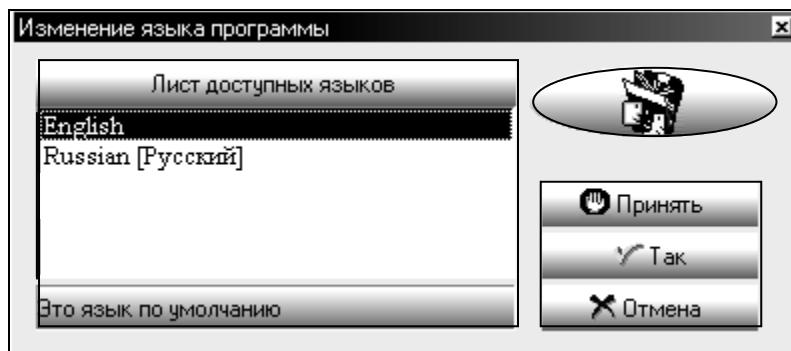 Изменение языка программы
Лист доступных языков
English
Russian [Русский]
Это язык по умолчанию
Принять
Так
Отмена